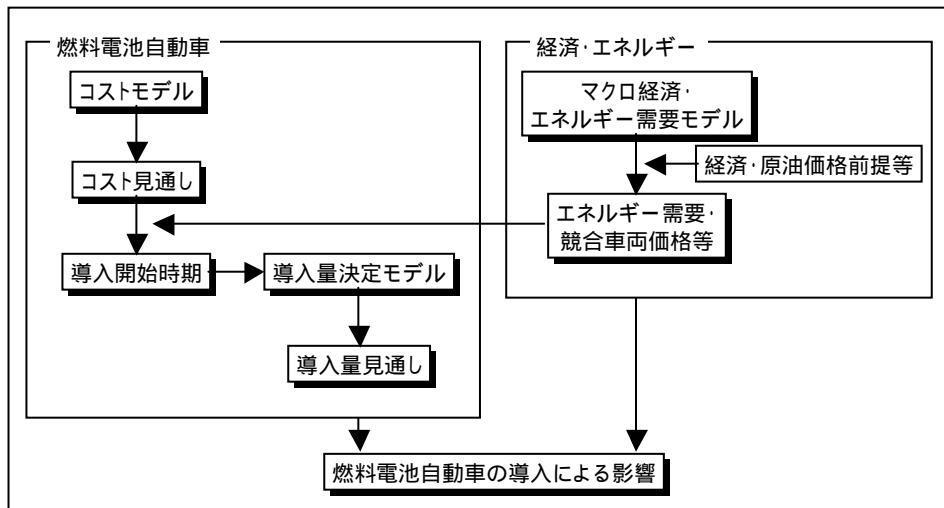 燃料電池自動車
コストモデル
コスト見通し
導入開始時期
導入量決定モデル
導入量見通し
経済・エネルギー
マクロ経済・
エネルギー需要モデル
経済・原油価格前提等
エネルギー需要・
競合車両価格等
燃料電池自動車の導入による影響